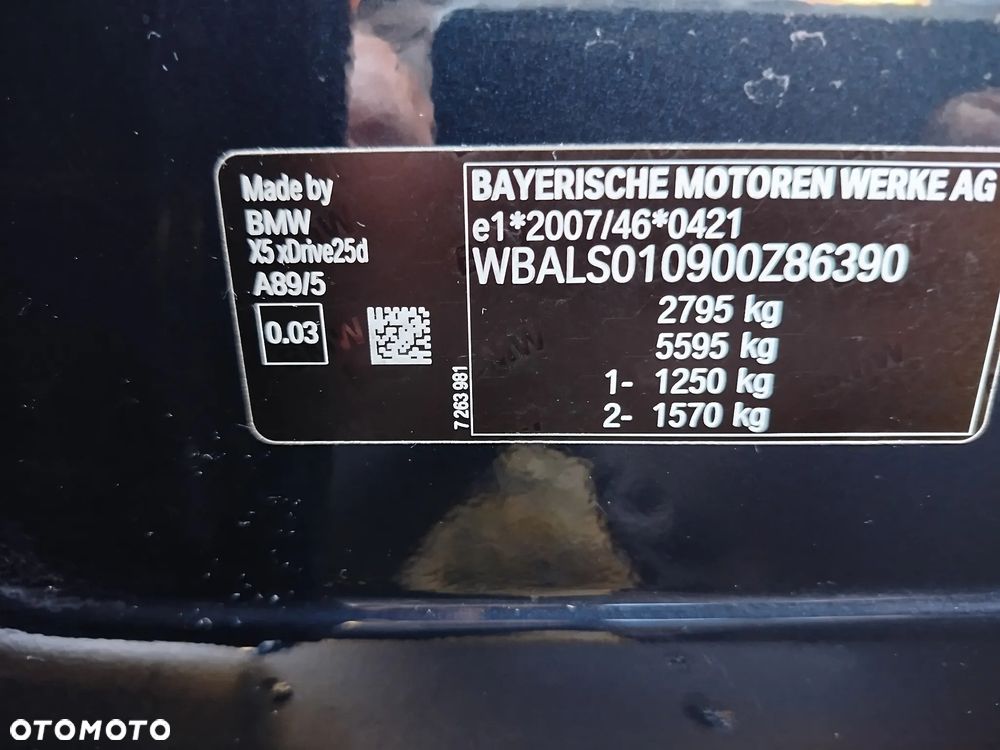 Made by
BMW
X5 xDrive25d
A89/5
0.03
7 263 981
BAYERISCHE MOTOREN WERKE AG
e1*2007/46*0421
WBALS010900Z86390
2795 kg
5595 kg
1- 1250 kg
2- 1570 kg
OTOMOTO